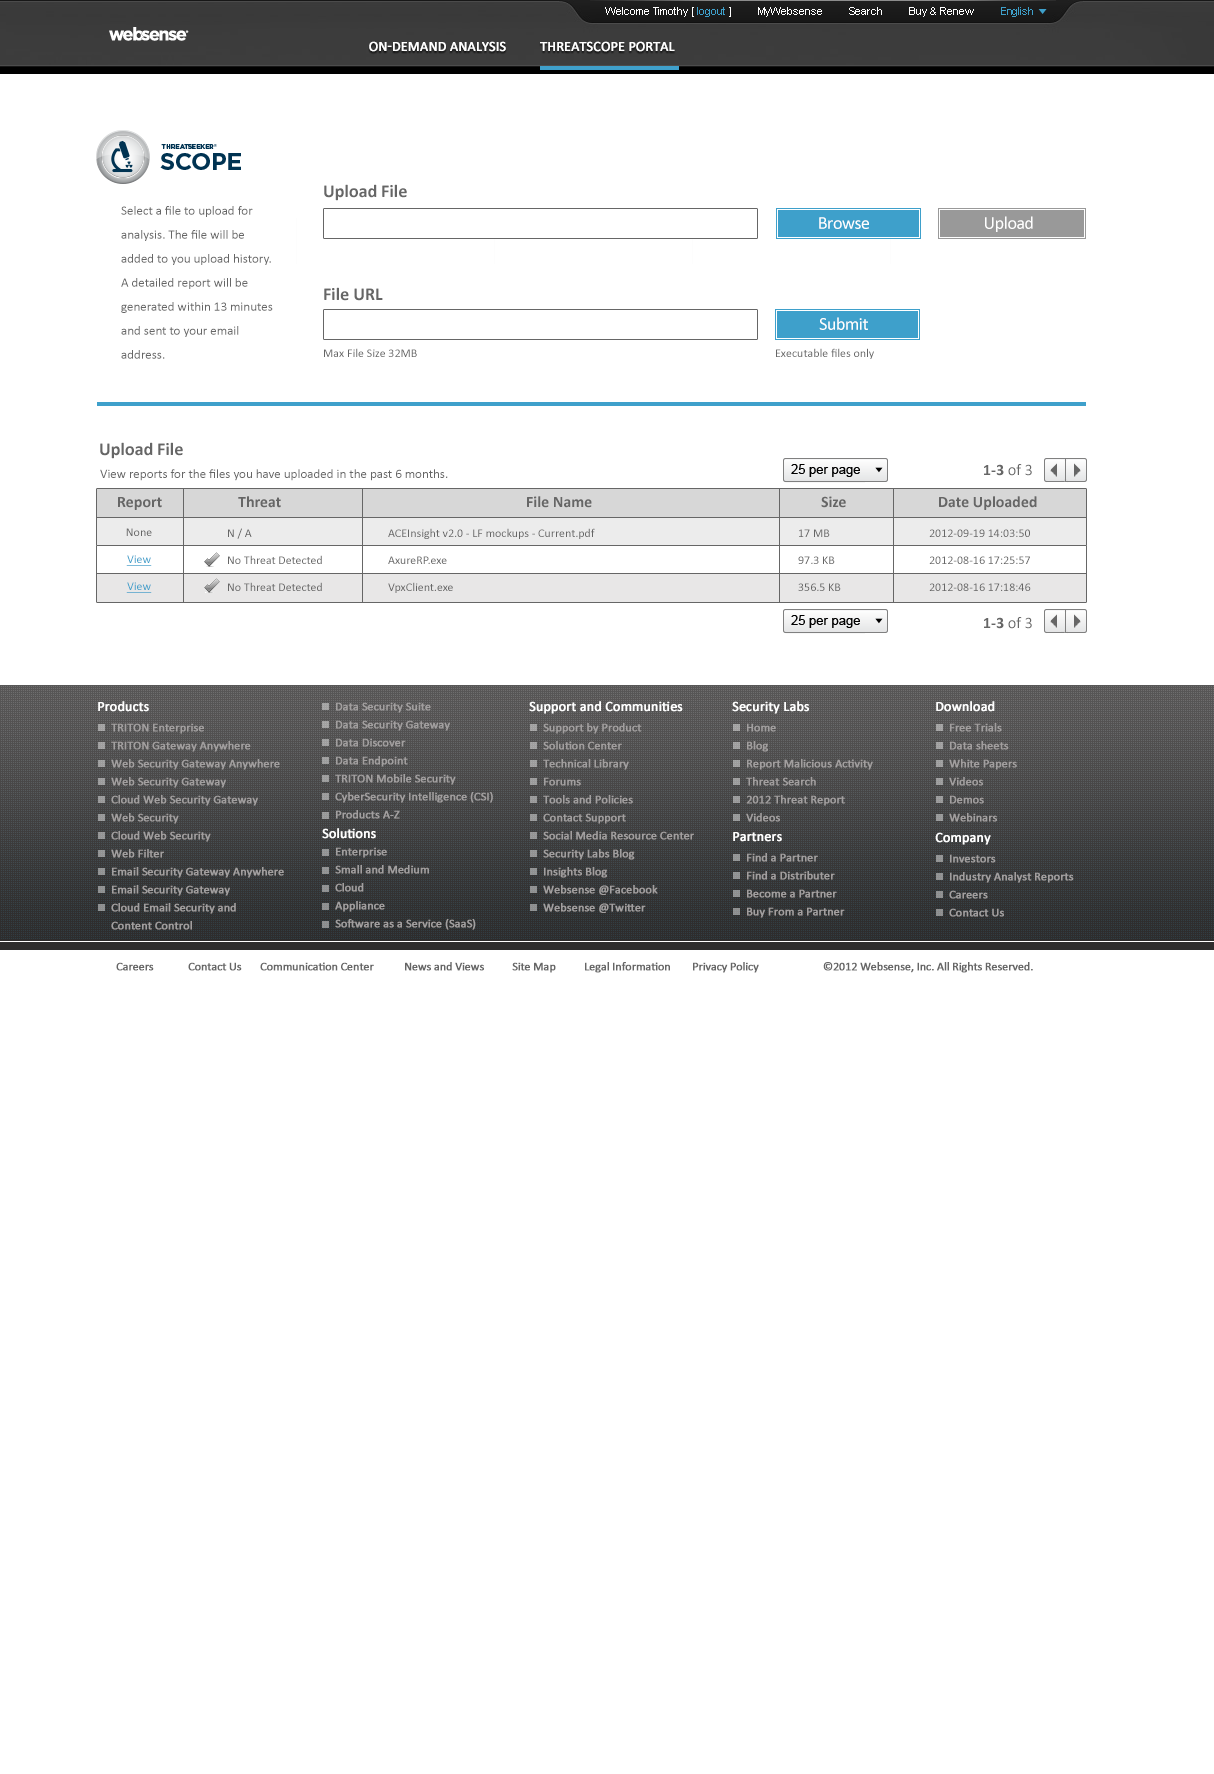 Welcome Timothy [ logout ] MyWebsense Search Buy & Renew English
websense
ON-DEMAND ANALYSIS THREATSCOPE PORTAL
THREATSEEKER®
SCOPE
Select a file to upload for
analysis. The file will be
added to you upload history.
A detailed report will be
generated within 13 minutes
and sent to your email
address.
Upload File
Browse Upload
File URL
Submit
Max File Size 32MB Executable files only
Upload File
View reports for the files you have uploaded in the past 6 months.
25 per page 1-3 of 3
Report Threat File Name Size Date Uploaded
None N / A ACEInsight v2.0 - LF mockups - Current.pdf 17 MB 2012-09-19 14:03:50
View No Threat Detected AxureRP.exe 97.3 KB 2012-08-16 17:25:57
View No Threat Detected VpxClient.exe 356.5 KB 2012-08-16 17:18:46
25 per page 1-3 of 3
Products
TRITON Enterprise
TRITON Gateway Anywhere
Web Security Gateway Anywhere
Web Security Gateway
Cloud Web Security Gateway
Web Security
Cloud Web Security
Web Filter
Email Security Gateway Anywhere
Email Security Gateway
Cloud Email Security and
Content Control
Data Security Suite
Data Security Gateway
Data Discover
Data Endpoint
TRITON Mobile Security
CyberSecurity Intelligence (CSI)
Products A-Z
Solutions
Enterprise
Small and Medium
Cloud
Appliance
Software as a Service (SaaS)
Support and Communities
Support by Product
Solution Center
Technical Library
Forums
Tools and Policies
Contact Support
Social Media Resource Center
Security Labs Blog
Insights Blog
Websense @Facebook
Websense @Twitter
Security Labs
Home
Blog
Report Malicious Activity
Threat Search
2012 Threat Report
Videos
Partners
Find a Partner
Find a Distributer
Become a Partner
Buy From a Partner
Download
Free Trials
Data sheets
White Papers
Videos
Demos
Webinars
Company
Investors
Industry Analyst Reports
Careers
Contact Us
Careers Contact Us Communication Center News and Views Site Map Legal Information Privacy Policy ©2012 Websense, Inc. All Rights Reserved.